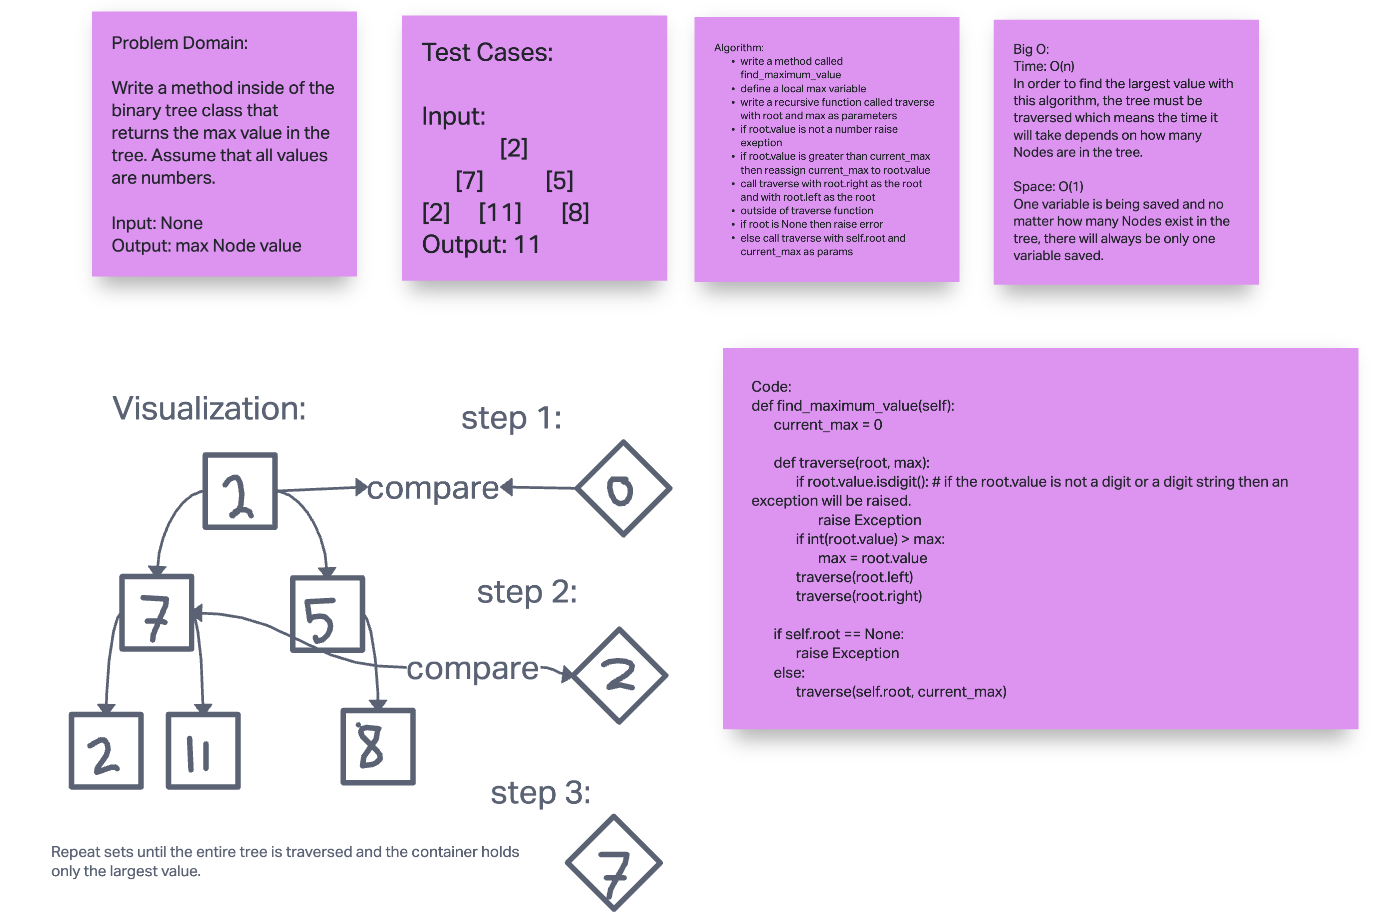 Problem Domain:
Write a method inside of the
binary tree class that
returns the max value in the
tree. Assume that all values
are numbers.
Input: None
Output: max Node value
Test Cases:
Input:
[2]
[7] [5]
[2] [11] [8]
Output: 11
Algorithm:
• write a method called
find_maximum_value
• define a local max variable
• write a recursive function called traverse
with root and max as parameters
• if root.value is not a number raise
exeption
• if root.value is greater than current_max
then reassign current_max to root.value
• call traverse with root.right as the root
and with root.left as the root
• outside of traverse function
• if root is None then raise error
• else call traverse with self.root and
current_max as params
Big O:
Time: O(n)
In order to find the largest value with
this algorithm, the tree must be
traversed which means the time it
will take depends on how many
Nodes are in the tree.
Space: O(1)
One variable is being saved and no
matter how many Nodes exist in the
tree, there will always be only one
variable saved.
Visualization:
step 1:
2 compare 0
step 2:
7 5
compare 2
2 11 8
step 3:
7
Repeat sets until the entire tree is traversed and the container holds
only the largest value.
Code:
def find_maximum_value(self):
current_max = 0
def traverse(root, max):
if root.value.isdigit(): # if the root.value is not a digit or a digit string then an
exception will be raised.
raise Exception
if int(root.value) > max:
max = root.value
traverse(root.left)
traverse(root.right)
if self.root == None:
raise Exception
else:
traverse(self.root, current_max)